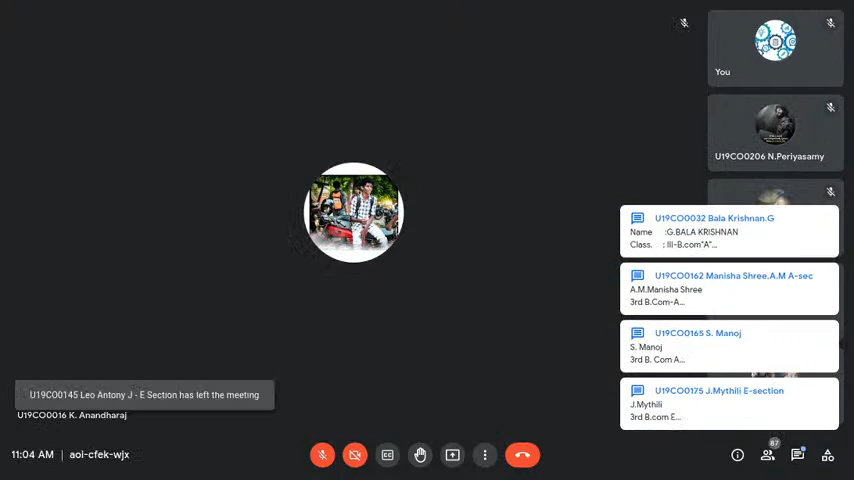 You
U19CO0206 N.Periyasamy
U19CO0032 Bala Krishnan.G
Name :G.BALA KRISHNAN
Class. : III-B.com"A"...
U19CO0162 Manisha Shree.A.M A-sec
A.M.Manisha Shree
3rd B.Com-A...
U19CO0165 S. Manoj
S. Manoj
3rd B. Com A...
U19CO0175 J.Mythili E-section
J.Mythili
3rd B.com E...
U19CO0145 Leo Antony J - E Section has left the meeting
U19CO0016 K. Anandharaj
11:04 AM | aoi-cfek-wjx
87